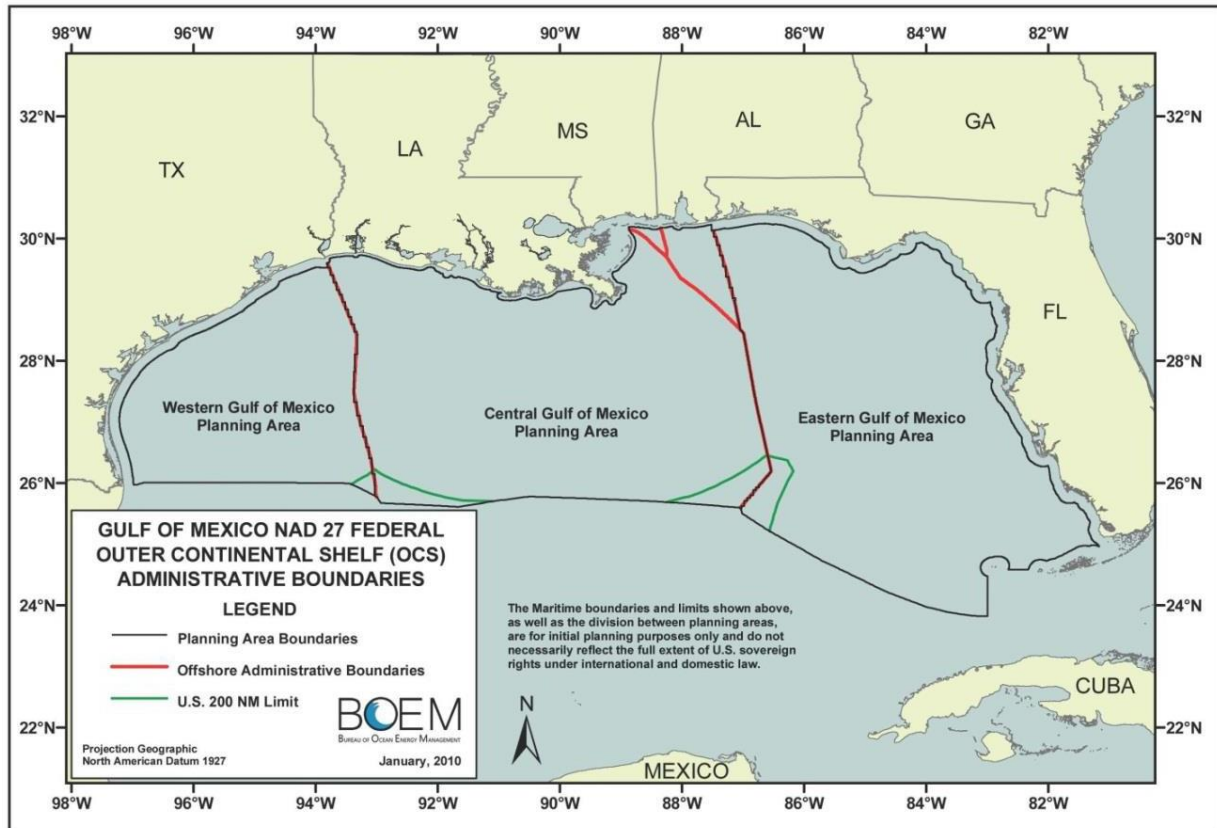 98°W 96°W 94°W 92°W 90°W 88°W 86°W 84°W 82°W
32°N 32°N
TX
LA
MS
AL
GA
30°N 30°N
FL
28°N 28°N
Western Gulf of Mexico
Planning Area
Central Gulf of Mexico
Planning Area
Eastern Gulf of Mexico
Planning Area
26°N 26°N
GULF OF MEXICO NAD 27 FEDERAL
OUTER CONTINENTAL SHELF (OCS)
ADMINISTRATIVE BOUNDARIES
LEGEND
Planning Area Boundaries
Offshore Administrative Boundaries
U.S. 200 NM Limit
BOEM
BUREAU OF OCEAN ENERGY MANAGEMENT
Projection Geographic
North American Datum 1927
January, 2010
The Maritime boundaries and limits shown above,
as well as the division between planning areas,
are for initial planning purposes only and do not
necessarily reflect the full extent of U.S. sovereign
rights under international and domestic law.
24°N 24°N
N
CUBA
22°N 22°N
MEXICO
98°W 96°W 94°W 92°W 90°W 88°W 86°W 84°W 82°W